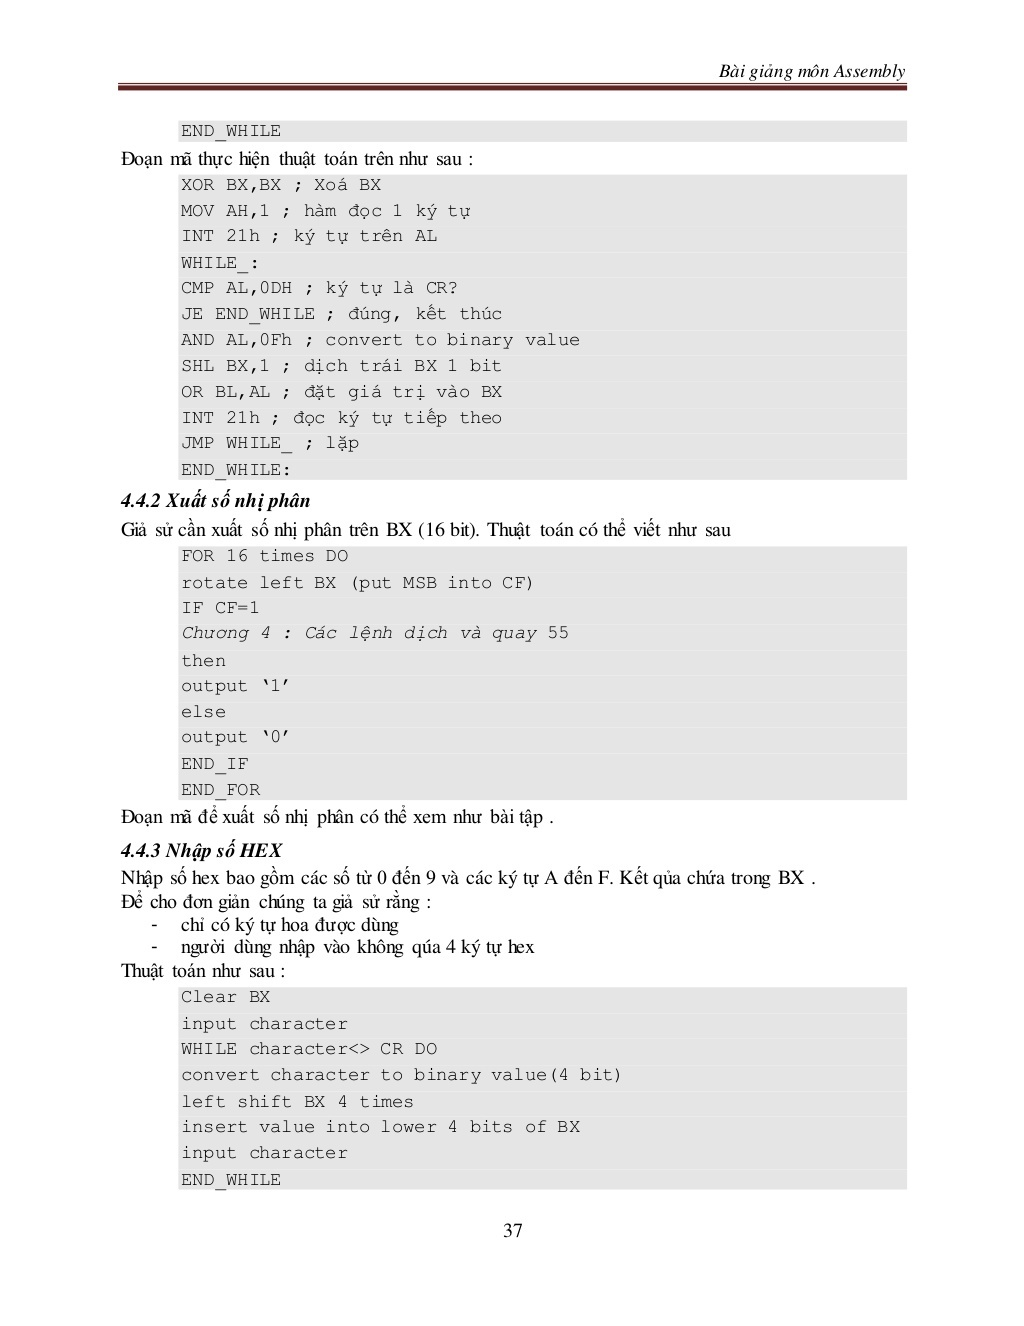 Bài giảng môn Assembly
END_WHILE
Đoạn mã thực hiện thuật toán trên như sau :
XOR BX,BX ; Xoá BX
MOV AH,1 ; hàm đọc 1 ký tự
INT 21h ; ký tự trên AL
WHILE_:
CMP AL,0DH ; ký tự là CR?
JE END_WHILE ; đúng, kết thúc
AND AL,0Fh ; convert to binary value
SHL BX,1 ; dịch trái BX 1 bit
OR BL,AL ; đặt giá trị vào BX
INT 21h ; đọc ký tự tiếp theo
JMP WHILE_ ; lặp
END_WHILE:
4.4.2 Xuất số nhị phân
Giả sử cần xuất số nhị phân trên BX (16 bit). Thuật toán có thể viết như sau
FOR 16 times DO
rotate left BX (put MSB into CF)
IF CF=1
Chương 4 : Các lệnh dịch và quay 55
then
output ‘1’
else
output ‘0’
END_IF
END_FOR
Đoạn mã để xuất số nhị phân có thể xem như bài tập .
4.4.3 Nhập số HEX
Nhập số hex bao gồm các số từ 0 đến 9 và các ký tự A đến F. Kết qủa chứa trong BX .
Để cho đơn giản chúng ta giả sử rằng :
- chỉ có ký tự hoa được dùng
- người dùng nhập vào không qúa 4 ký tự hex
Thuật toán như sau :
Clear BX
input character
WHILE character<> CR DO
convert character to binary value(4 bit)
left shift BX 4 times
insert value into lower 4 bits of BX
input character
END_WHILE
37